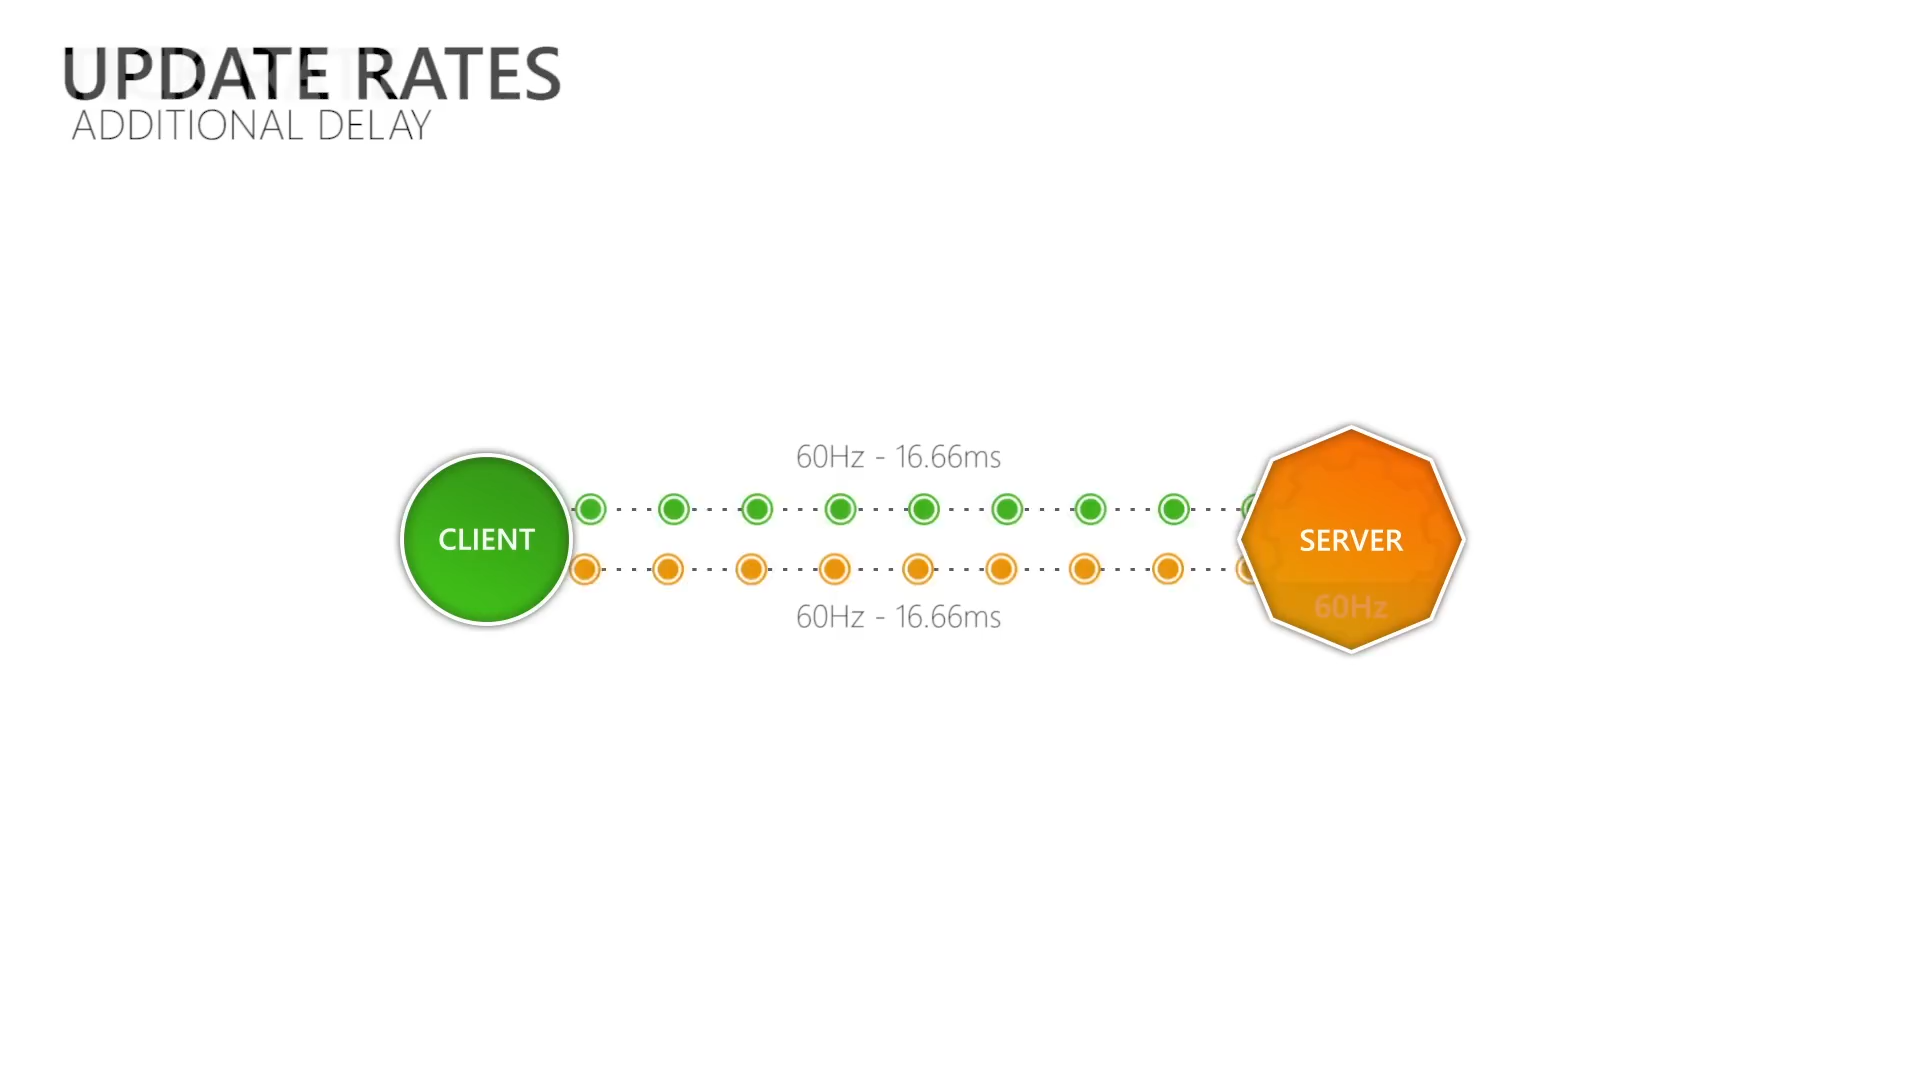 UPDATE RATES
ADDITIONAL DELAY
60Hz - 16.66ms
CLIENT
SERVER
60Hz
60Hz - 16.66ms